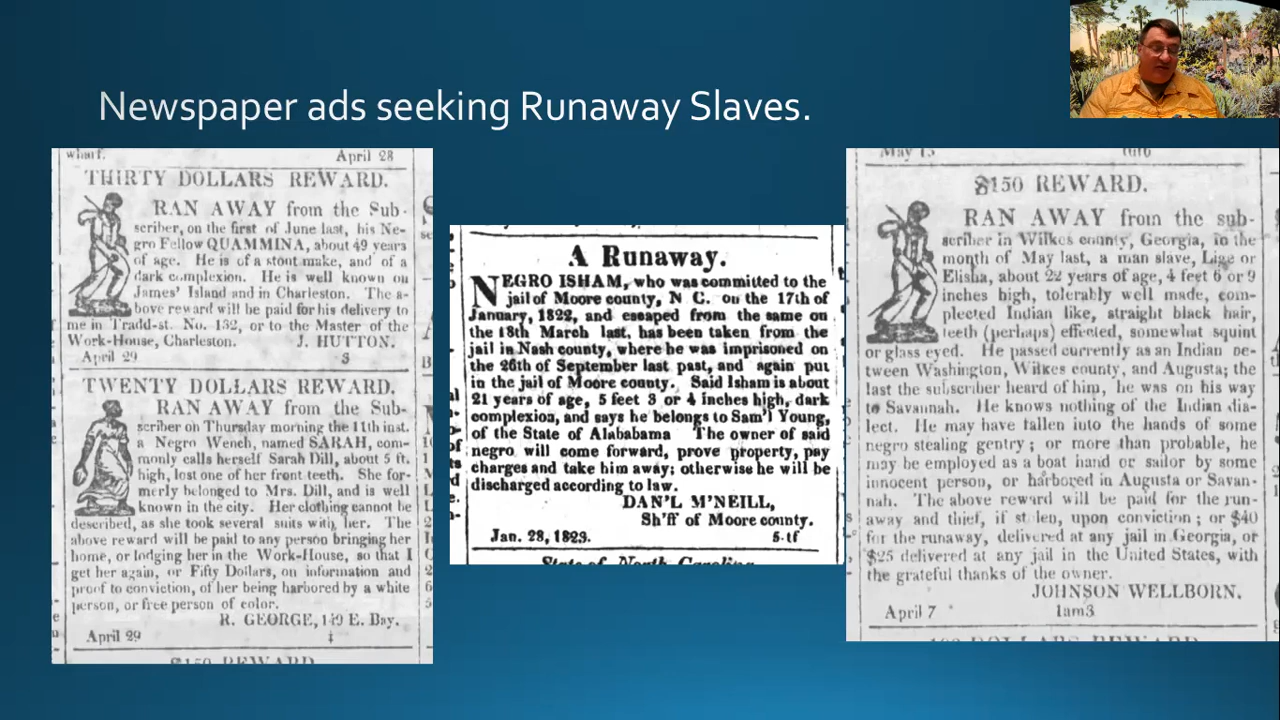 Newspaper ads seeking Runaway Slaves.
wharf. April 28
THIRTY DOLLARS REWARD.
RAN AWAY from the Sub-
scriber, on the first of June last, his Ne-
gro Fellow QUAMMINA, about 49 years
of age. He is of a stout make, and of a
dark complexion. He is well known on
James' Island and in Charleston. The a-
bove reward will be paid for his delivery to
me in Tradd-st. No. 132, or to the Master of the
Work-House, Charleston. J. HUTTON.
April 29 3
TWENTY DOLLARS REWARD.
RAN AWAY from the Sub-
scriber on Thursday morning the 11th inst.
a Negro Wench, named SARAH, com-
monly calls herself Sarah Dill, about 5 ft.
high, lost one of her front teeth. She for-
merly belonged to Mrs. Dill, and is well
known in the city. Her clothing cannot be
described, as she took several suits with her. The
above reward will be paid to any person bringing her
home, or lodging her in the Work-House, so that I
get her again, or Fifty Dollars, on information and
proof to conviction, of her being harbored by a white
person, or free person of color.
R. GEORGE, 149 E. Bay.
April 29 ‡
$150 REWARD
A Runaway.
NEGRO ISHAM, who was committed to the
jail of Moore county, N C. on the 17th of
January, 1822, and escaped from the same on
the 18th March last, has been taken from the
jail in Nash county, where he was imprisoned on
the 26th of September last past, and again put
in the jail of Moore county. Said Isham is about
21 years of age, 5 feet 3 or 4 inches high, dark
complexion, and says he belongs to Sam'l Young,
of the State of Alababama The owner of said
negro will come forward, prove property, pay
charges and take him away; otherwise he will be
discharged according to law.
DAN'L M'NEILL,
Sh'ff of Moore county.
Jan. 28, 1823. 5-tf
State of North Carolina
May 15
$150 REWARD.
RAN AWAY from the sub-
scriber in Wilkes county, Georgia, in the
month of May last, a man slave, Lige or
Elisha, about 22 years of age, 4 feet 6 or 9
inches high, tolerably well made, com-
plected Indian like, straight black hair,
teeth (perhaps) effected, somewhat squint
or glass eyed. He passed currently as an Indian be-
tween Washington, Wilkes county, and Augusta; the
last the subscriber heard of him, he was on his way
to Savannah. He knows nothing of the Indian dia-
lect. He may have fallen into the hands of some
negro stealing gentry; or more than probable, he
may be employed as a boat hand or sailor by some
innocent person, or harbored in Augusta or Savan-
nah. The above reward will be paid for the run-
away and thief, if stolen, upon conviction; or $40
for the runaway, delivered at any jail in Georgia, or
$25 delivered at any jail in the United States, with
the grateful thanks of the owner.
JOHNSON WELLBORN.
April 7 1am3
DOLLARS REWARD